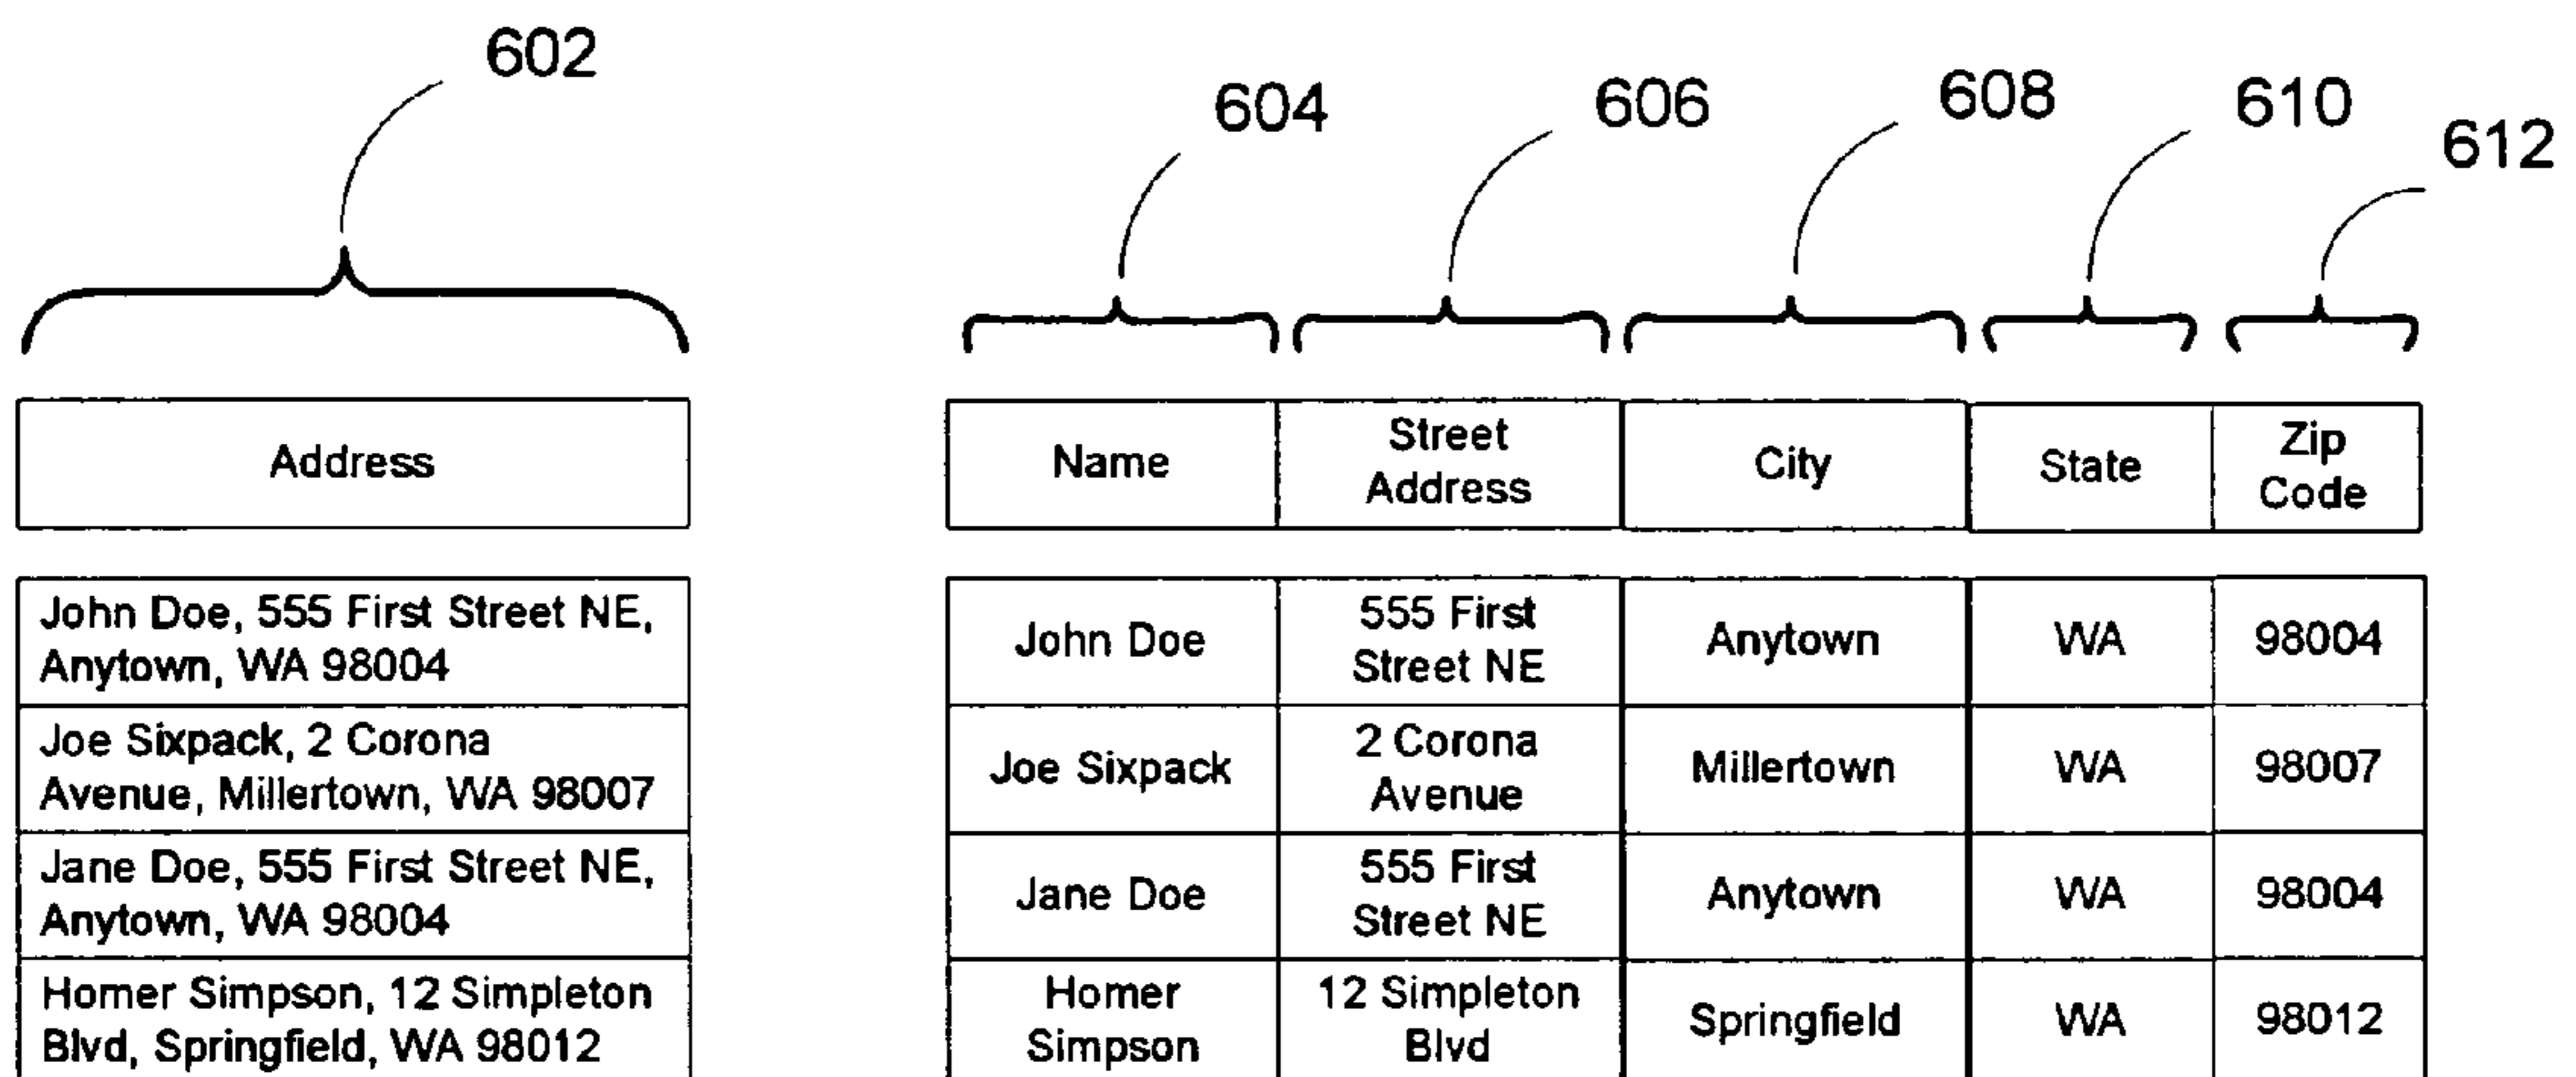 602
604
606
608
610
612
Address
John Doe, 555 First Street NE,
Anytown, WA 98004
Joe Sixpack, 2 Corona
Avenue, Millertown, WA 98007
Jane Doe, 555 First Street NE,
Anytown, WA 98004
Homer Simpson, 12 Simpleton
Blvd, Springfield, WA 98012
Name
Street
Address
City
State
Zip
Code
John Doe
555 First
Street NE
Anytown
WA
98004
Joe Sixpack
2 Corona
Avenue
Millertown
WA
98007
Jane Doe
555 First
Street NE
Anytown
WA
98004
Homer
Simpson
12 Simpleton
Blvd
Springfield
WA
98012